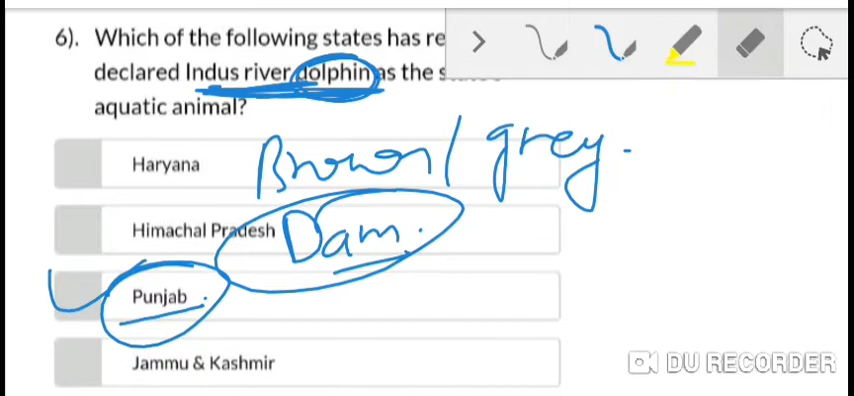 6). Which of the following states has re
declared Indus river dolphin as the s
aquatic animal?
Haryana
Brown/ grey.
Himachal Pradesh
Dam.
Punjab
Jammu & Kashmir
DU RECORDER